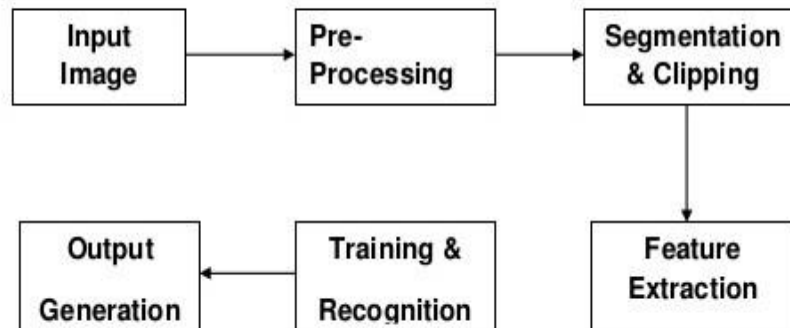 Input
Image
Pre-
Processing
Segmentation
& Clipping
Output
Generation
Training &
Recognition
Feature
Extraction